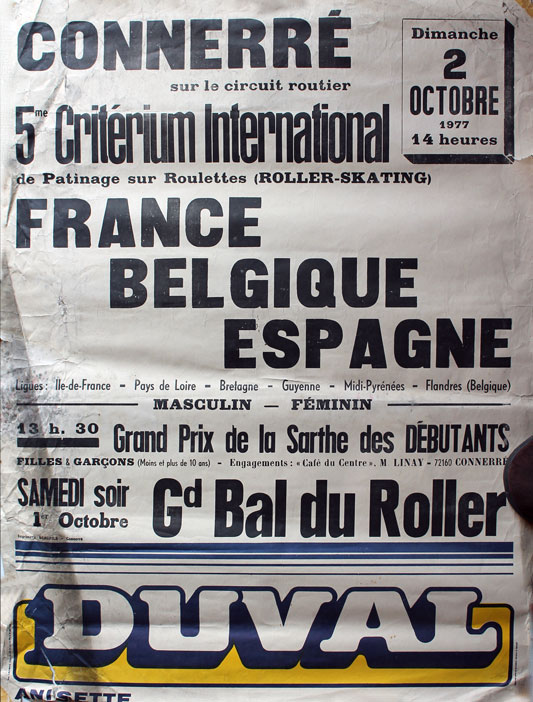 CONNERRÉ
Dimanche
2
OCTOBRE
1977
14 heures
sur le circuit routier
5me Critérium International
de Patinage sur Roulettes (ROLLER-SKATING)
FRANCE
BELGIQUE
ESPAGNE
Ligues : Ile-de-France - Pays de Loire - Bretagne - Guyenne - Midi-Pyrénées - Flandres (Belgique)
MASCULIN - FÉMININ
13 h. 30 Grand Prix de la Sarthe des DÉBUTANTS
FILLES & GARÇONS (Moins et plus de 10 ans) - Engagements : « Café du Centre », M LINAY - 72160 CONNERRÉ
SAMEDI soir
1er Octobre
Gd Bal du Roller
DUVAL
ANISETTE